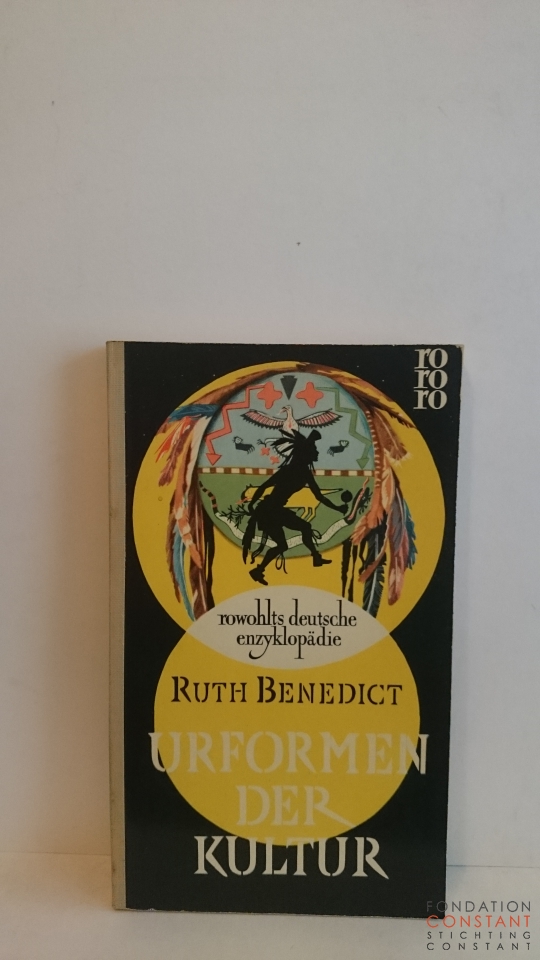 ro
ro
ro
rowohlts deutsche
enzyklopädie
RUTH BENEDICT
URFORMEN
DER
KULTUR
FONDATION
CONSTANT
STICHTING
CONSTANT